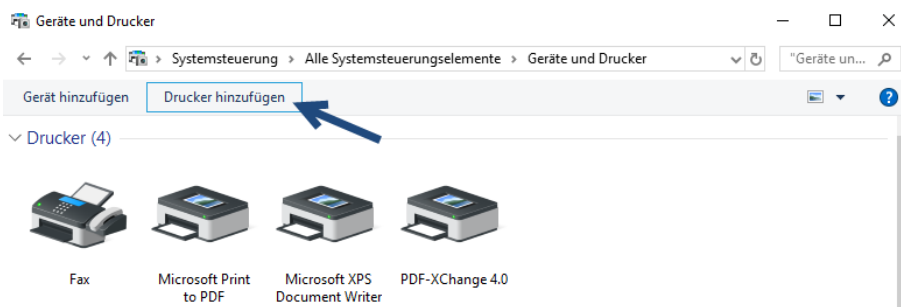 Geräte und Drucker
Systemsteuerung > Alle Systemsteuerungselemente > Geräte und Drucker
"Geräte un...
Gerät hinzufügen Drucker hinzufügen
?
Drucker (4)
Fax
Microsoft Print
to PDF
Microsoft XPS
Document Writer
PDF-XChange 4.0